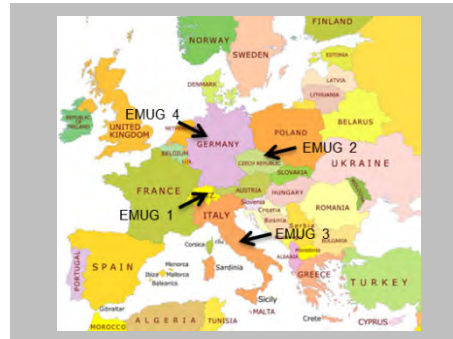 FINLAND
NORWAY
SWEDEN
ESTONIA
LATVIA
DENMARK
LITHUANIA
EMUG 4
REPUBLIC
OF
IRELAND
UNITED
KINGDOM
BELARUS
POLAND
GERMANY
BELGIUM
EMUG 2
CZECH REPUBLIC
UKRAINE
SLOVAKIA
FRANCE
AUSTRIA
HUNGARY
EMUG 1
Slovenia
Croatia
ROMANIA
ITALY
Bosnia
Serbia
EMUG 3
BULGARIA
Corsica
Macedonia
ALBANIA
PORTUGAL
SPAIN
Menorca
Ibiza
Mallorca
Balearics
Sardinia
GREECE
TURKEY
Sicily
Gibraltar
MALTA
Crete
CYPRUS
MOROCCO
ALGERIA
TUNISIA